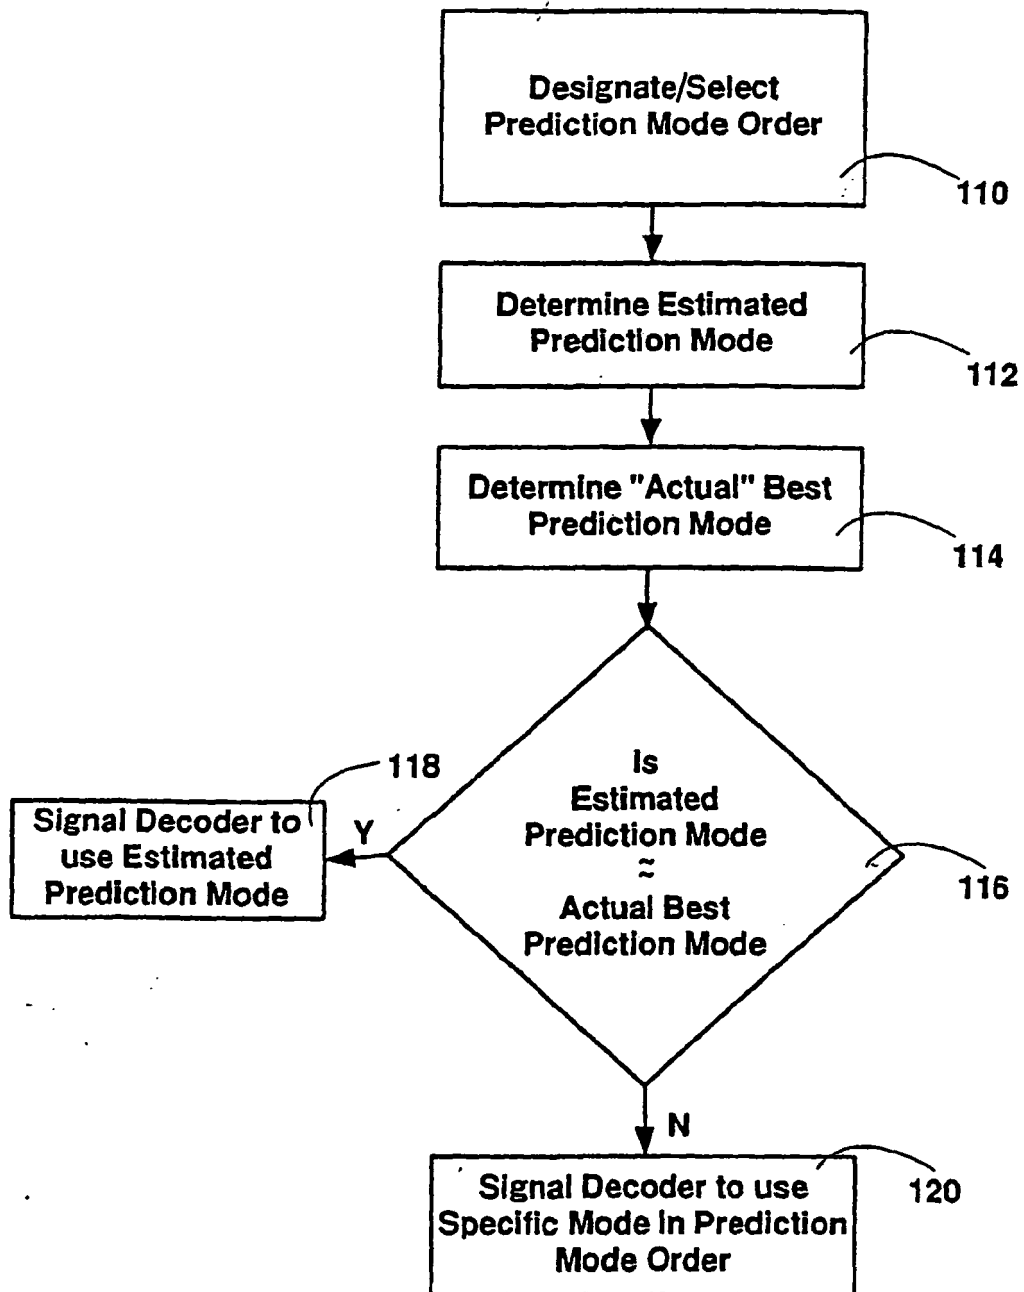 Designate/Select
Prediction Mode Order
110
Determine Estimated
Prediction Mode
112
Determine "Actual" Best
Prediction Mode
114
Is
Estimated
Prediction Mode
≈
Actual Best
Prediction Mode
116
118
Y
Signal Decoder to
use Estimated
Prediction Mode
N
120
Signal Decoder to use
Specific Mode in Prediction
Mode Order